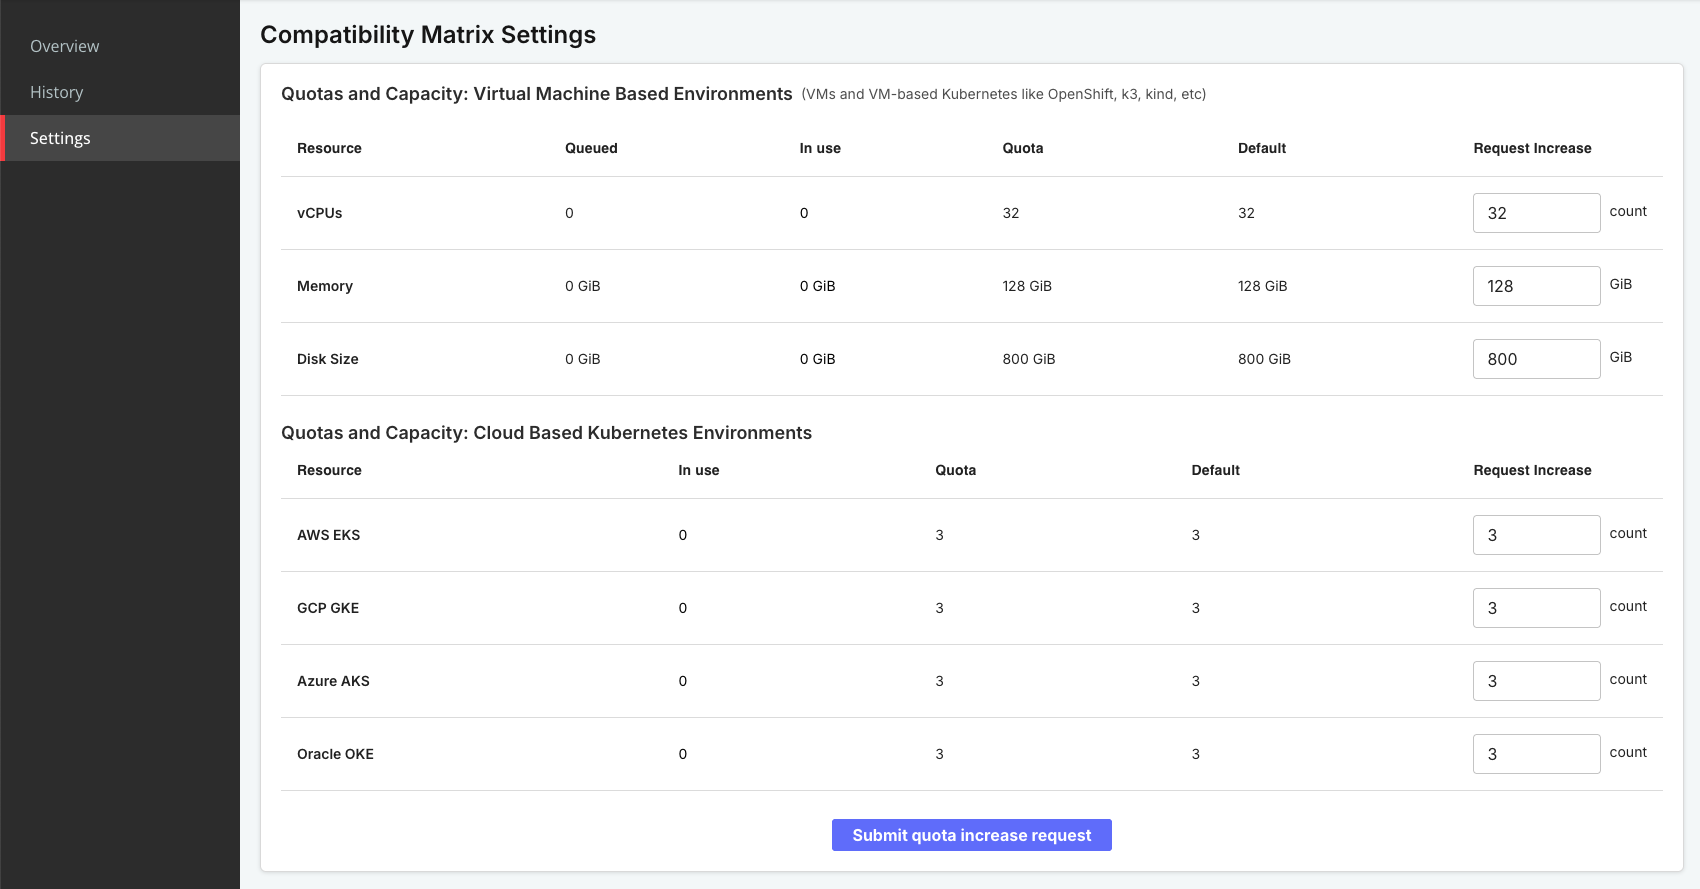 Overview
History
Settings
Compatibility Matrix Settings
Quotas and Capacity: Virtual Machine Based Environments (VMs and VM-based Kubernetes like OpenShift, k3, kind, etc)
Resource Queued In use Quota Default Request Increase
vCPUs 0 0 32 32 32 count
Memory 0 GiB 0 GiB 128 GiB 128 GiB 128 GiB
Disk Size 0 GiB 0 GiB 800 GiB 800 GiB 800 GiB
Quotas and Capacity: Cloud Based Kubernetes Environments
Resource In use Quota Default Request Increase
AWS EKS 0 3 3 3 count
GCP GKE 0 3 3 3 count
Azure AKS 0 3 3 3 count
Oracle OKE 0 3 3 3 count
Submit quota increase request